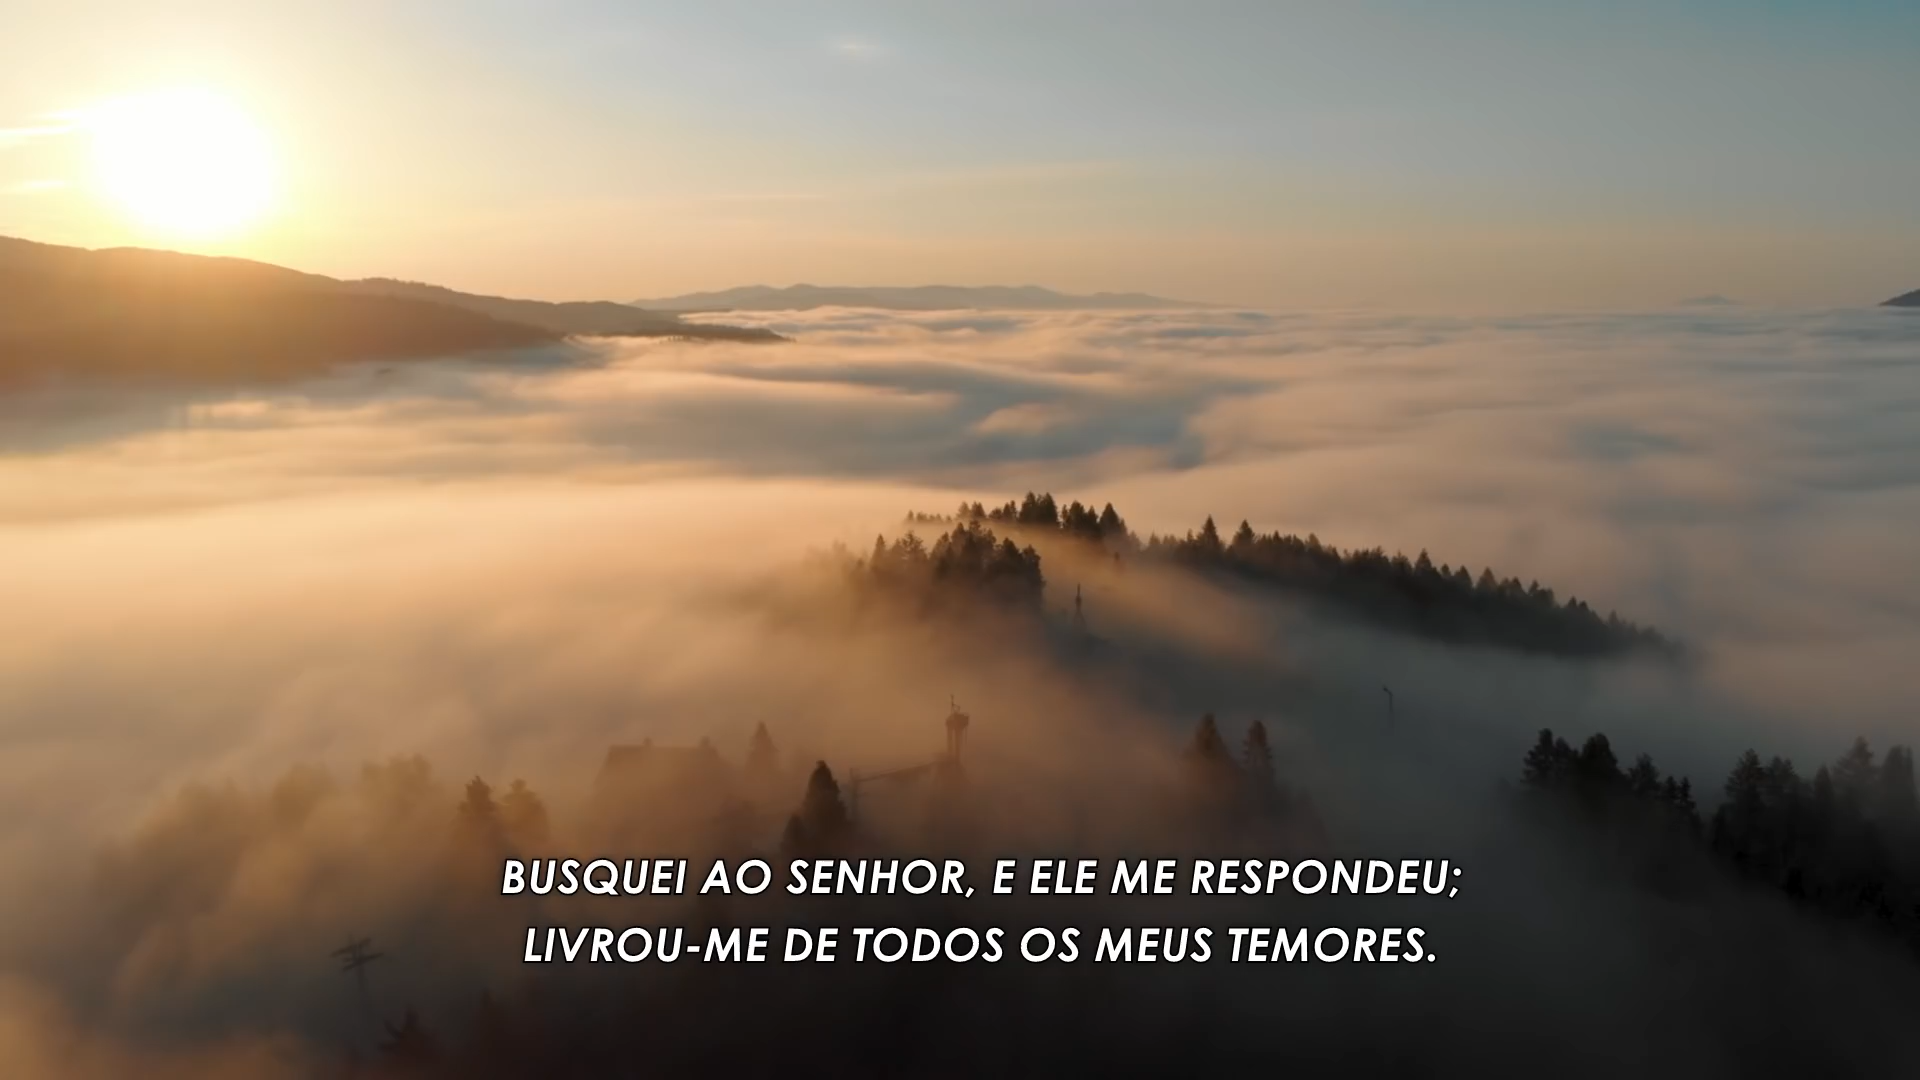 BUSQUEI AO SENHOR, E ELE ME RESPONDEU;
LIVROU-ME DE TODOS OS MEUS TEMORES.